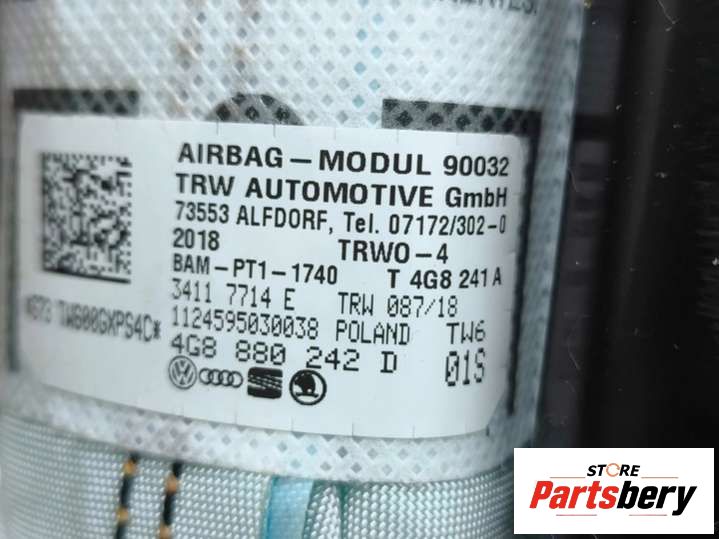 AIRBAG-MODUL 90032
TRW AUTOMOTIVE GmbH
73553 ALFDORF, Tel. 07172/302-0
2018 TRWO-4
BAM-PT1-1740 T 4G8 241 A
3411 7714 E TRW 087/18
1124595030038 POLAND TW6
4G8 880 242 D 01S
TW600GXPS4C*
STORE
Partsbery